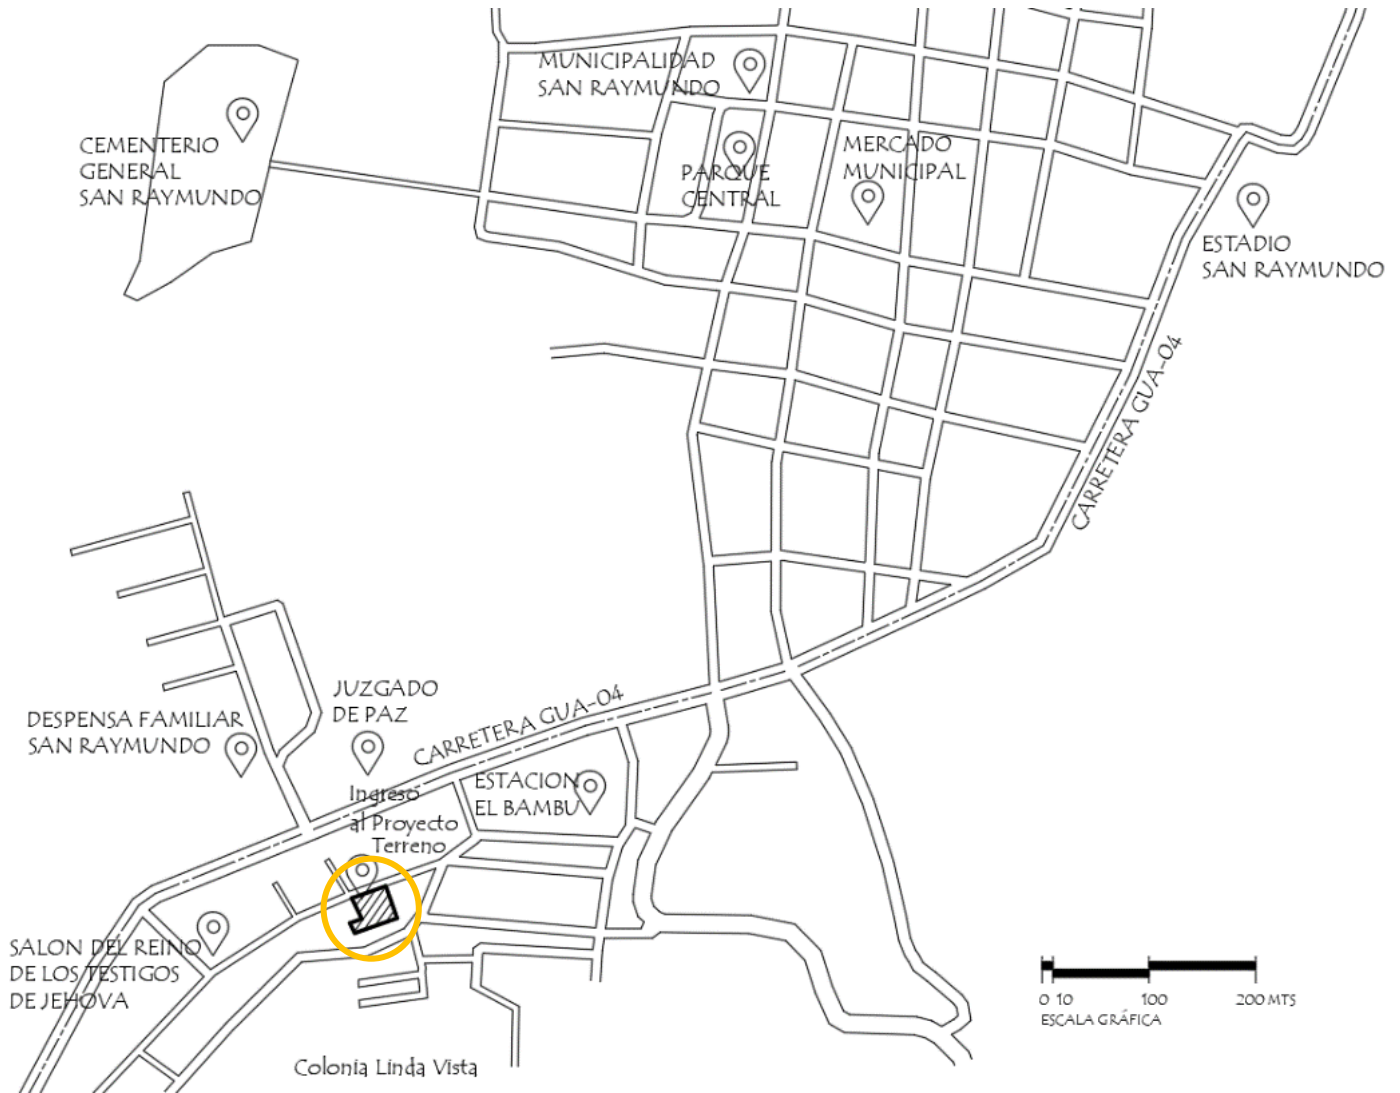 MUNICIPALIDAD
SAN RAYMUNDO
CEMENTERIO
GENERAL
SAN RAYMUNDO
PARQUE
CENTRAL
MERCADO
MUNICIPAL
ESTADIO
SAN RAYMUNDO
CARRETERA GUA-04
JUZGADO
DE PAZ
DESPENSA FAMILIAR
SAN RAYMUNDO
CARRETERA GUA-04
ESTACION
EL BAMBU
Ingreso
al Proyecto
Terreno
SALON DEL REINO
DE LOS TESTIGOS
DE JEHOVA
Colonia Linda Vista
0 10 100 200 MTS
ESCALA GRÁFICA